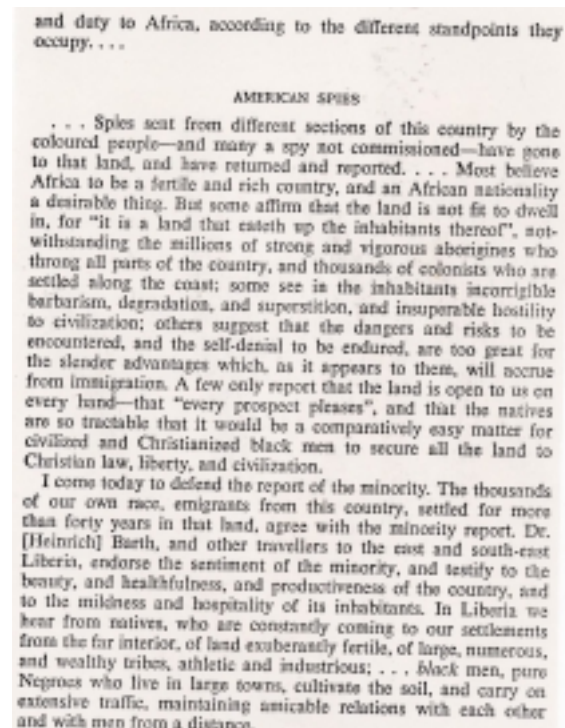 and duty to Africa, according to the different standpoints they
occupy....
AMERICAN SPIES
... Spies sent from different sections of this country by the
coloured people—and many a spy not commissioned—have gone
to that land, and have returned and reported. ... Most believe
Africa to be a fertile and rich country, and an African nationality
a desirable thing. But some affirm that the land is not fit to dwell
in, for "it is a land that eateth up the inhabitants thereof", not-
withstanding the millions of strong and vigorous aborigines who
throng all parts of the country, and thousands of colonists who are
settled along the coast; some see in the inhabitants incorrigible
barbarism, degradation, and superstition, and insuperable hostility
to civilization; others suggest that the dangers and risks to be
encountered, and the self-denial to be endured, are too great for
the slender advantages which, as it appears to them, will accrue
from immigration. A few only report that the land is open to us on
every hand—that "every prospect pleases", and that the natives
are so tractable that it would be a comparatively easy matter for
civilized and Christianized black men to secure all the land to
Christian law, liberty, and civilization.
I come today to defend the report of the minority. The thousands
of our own race, emigrants from this country, settled for more
than forty years in that land, agree with the minority report. Dr.
[Heinrich] Barth, and other travellers to the east and south-east
Liberia, endorse the sentiment of the minority, and testify to the
beauty, and healthfulness, and productiveness of the country, and
to the mildness and hospitality of its inhabitants. In Liberia we
hear from natives, who are constantly coming to our settlements
from the far interior, of land exuberantly fertile, of large, numerous,
and wealthy tribes, athletic and industrious; ... black men, pure
Negroes who live in large towns, cultivate the soil, and carry on
extensive traffic, maintaining amicable relations with each other
and with men from a distance.